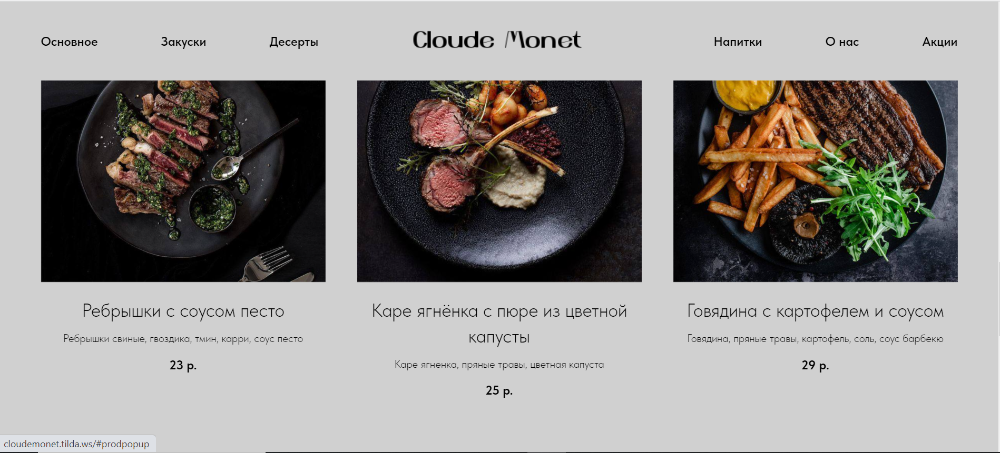 Основное
Закуски
Десерты
Cloude Monet
Напитки
О нас
Акции
Ребрышки с соусом песто
Ребрышки свиные, гвоздика, тмин, карри, соус песто
23 р.
Каре ягнёнка с пюре из цветной
капусты
Каре ягненка, пряные травы, цветная капуста
25 р.
Говядина с картофелем и соусом
Говядина, пряные травы, картофель, соль, соус барбекю
29 р.
cloudemonet.tilda.ws/#prodpopup